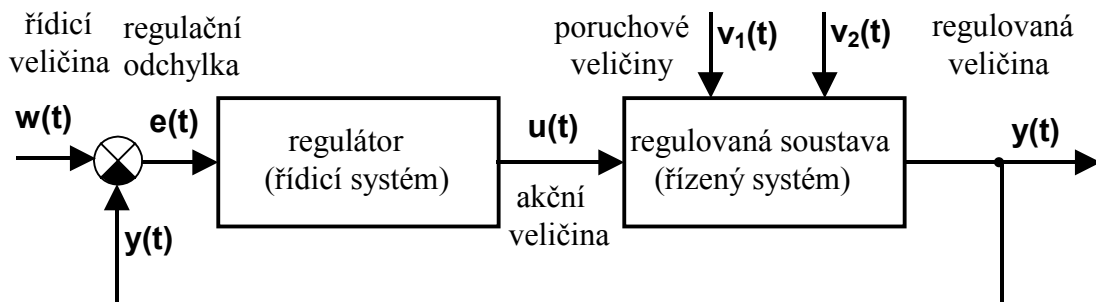 řídicí
veličina
regulační
odchylka
poruchové
veličiny
v₁(t)
v₂(t)
regulovaná
veličina
w(t)
e(t)
regulátor
(řídicí systém)
u(t)
akční
veličina
regulovaná soustava
(řízený systém)
y(t)
y(t)